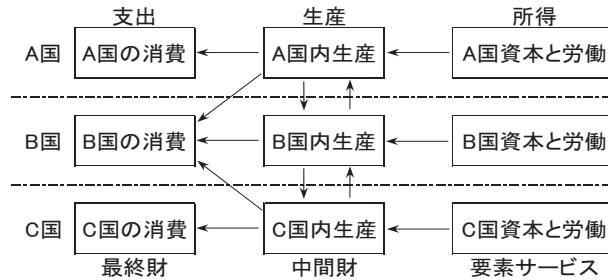 支出 生産 所得
A国 A国の消費 A国内生産 A国資本と労働
B国 B国の消費 B国内生産 B国資本と労働
C国 C国の消費 C国内生産 C国資本と労働
最終財 中間財 要素サービス